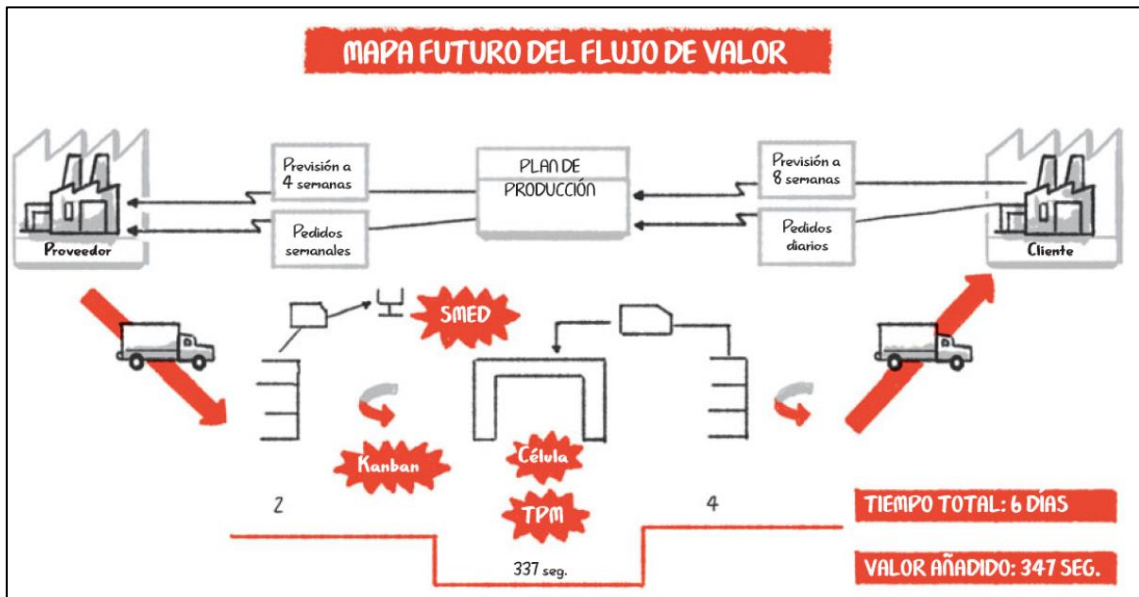 MAPA FUTURO DEL FLUJO DE VALOR
Previsión a
4 semanas
PLAN DE
PRODUCCIÓN
Previsión a
8 semanas
Pedidos
semanales
Pedidos
diarios
Proveedor
Cliente
SMED
Kanban
Célula
TPM
2
4
337 seg.
TIEMPO TOTAL: 6 DÍAS
VALOR AÑADIDO: 347 SEG.